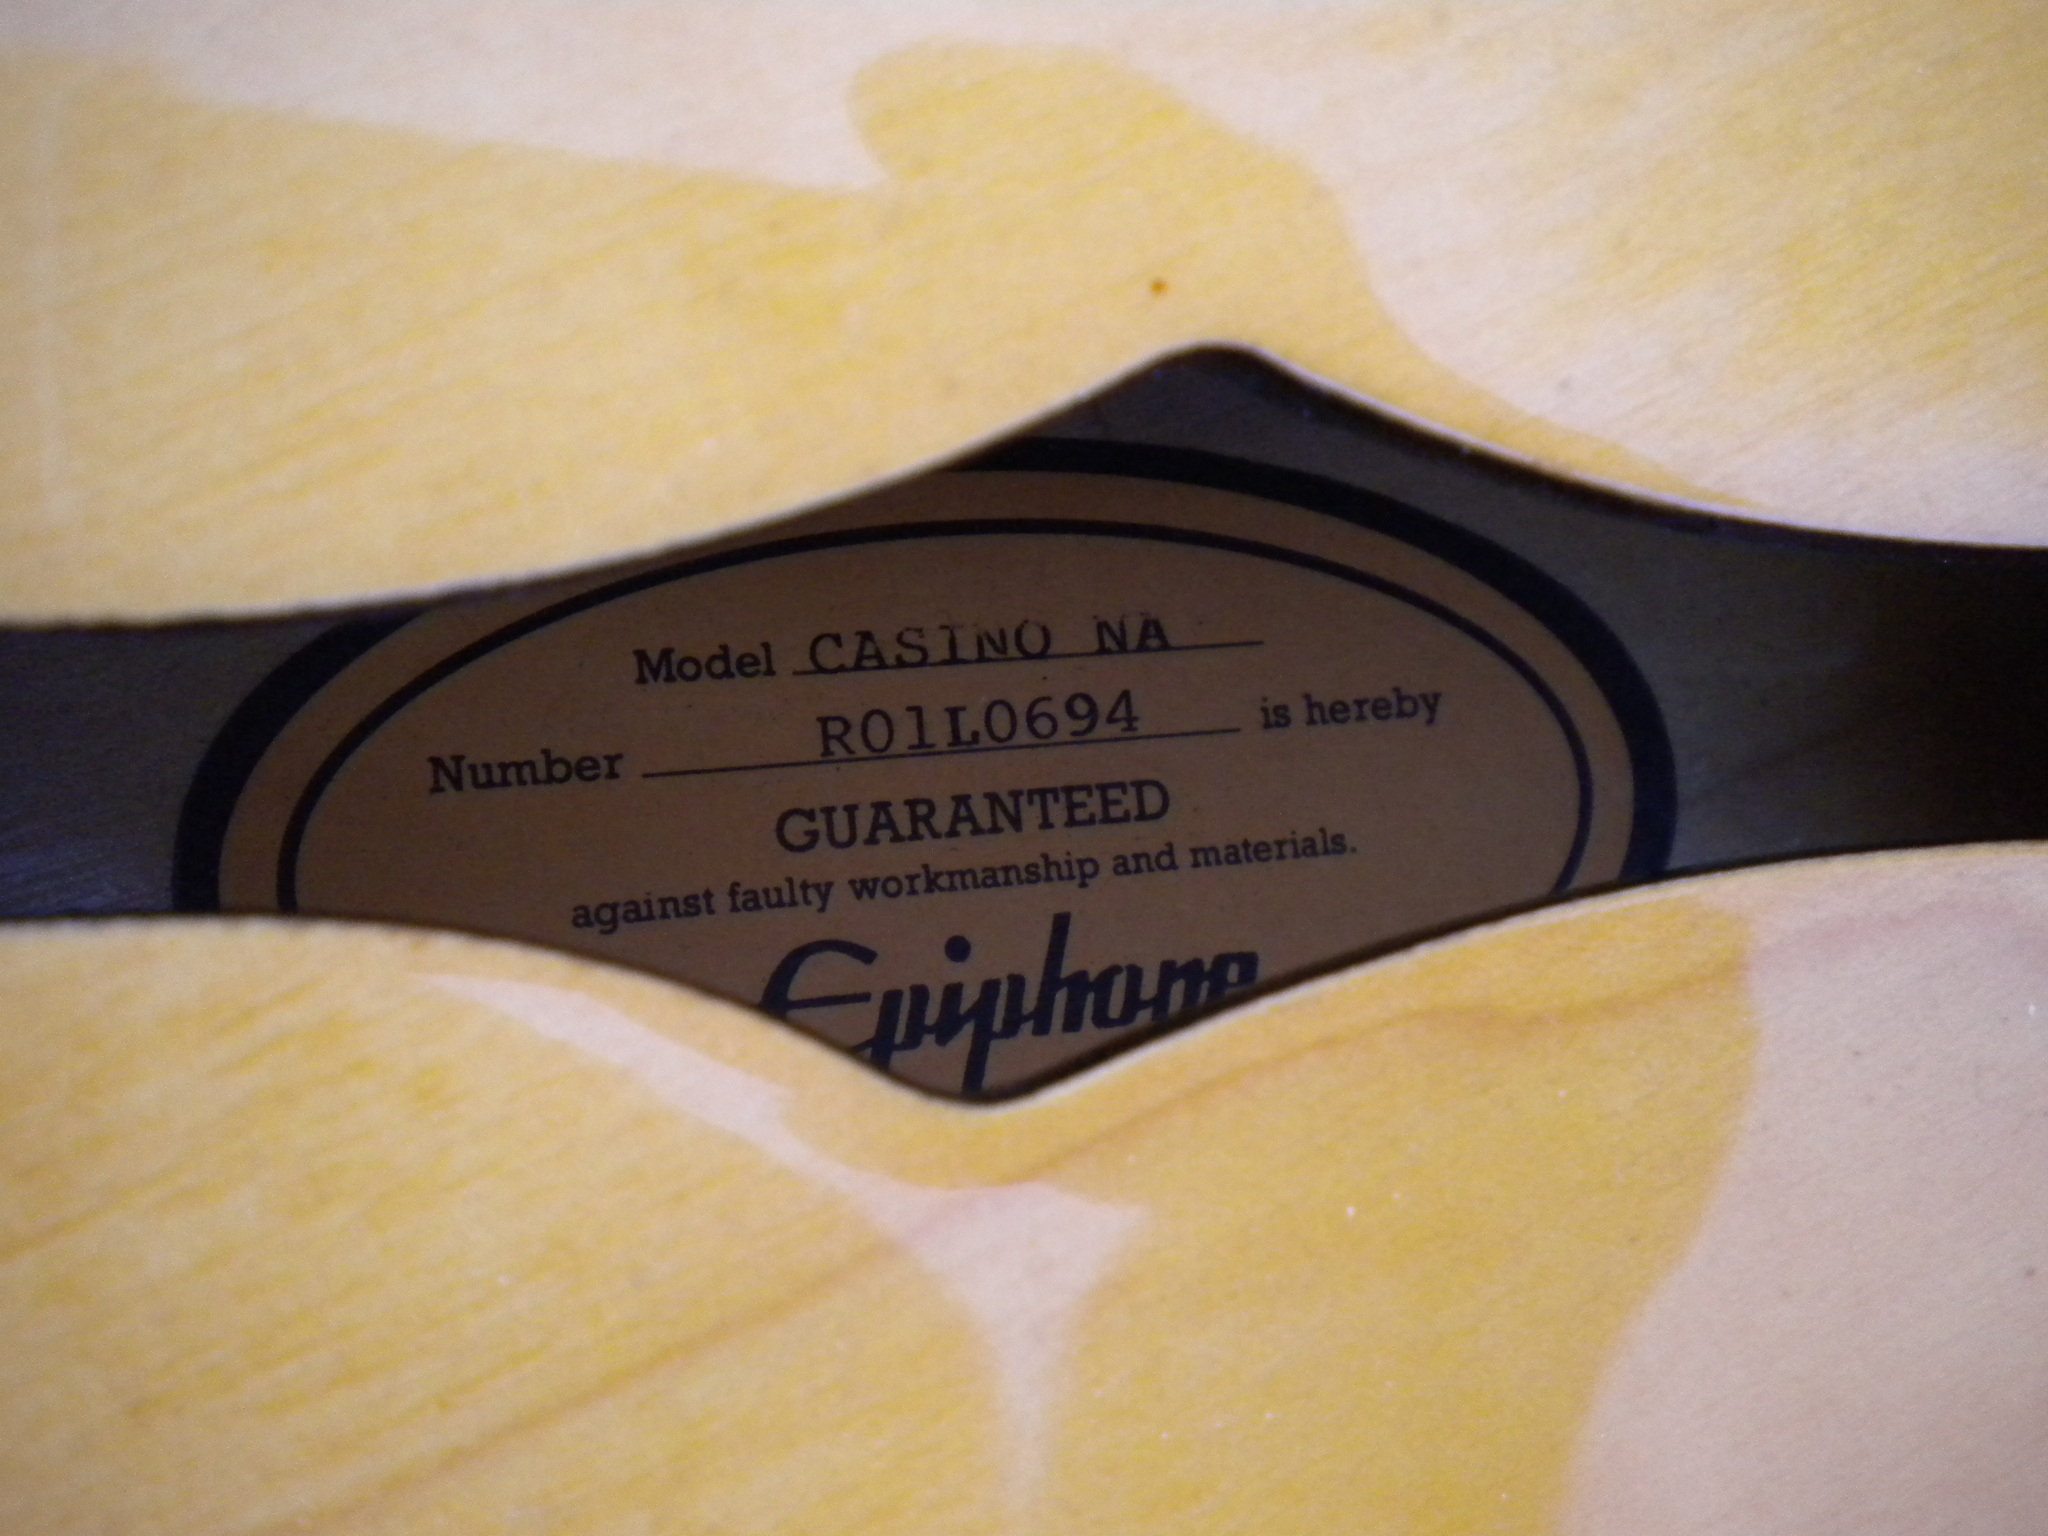 Model CASINO NA
Number R01L0694 is hereby
GUARANTEED
against faulty workmanship and materials.
Epiphone